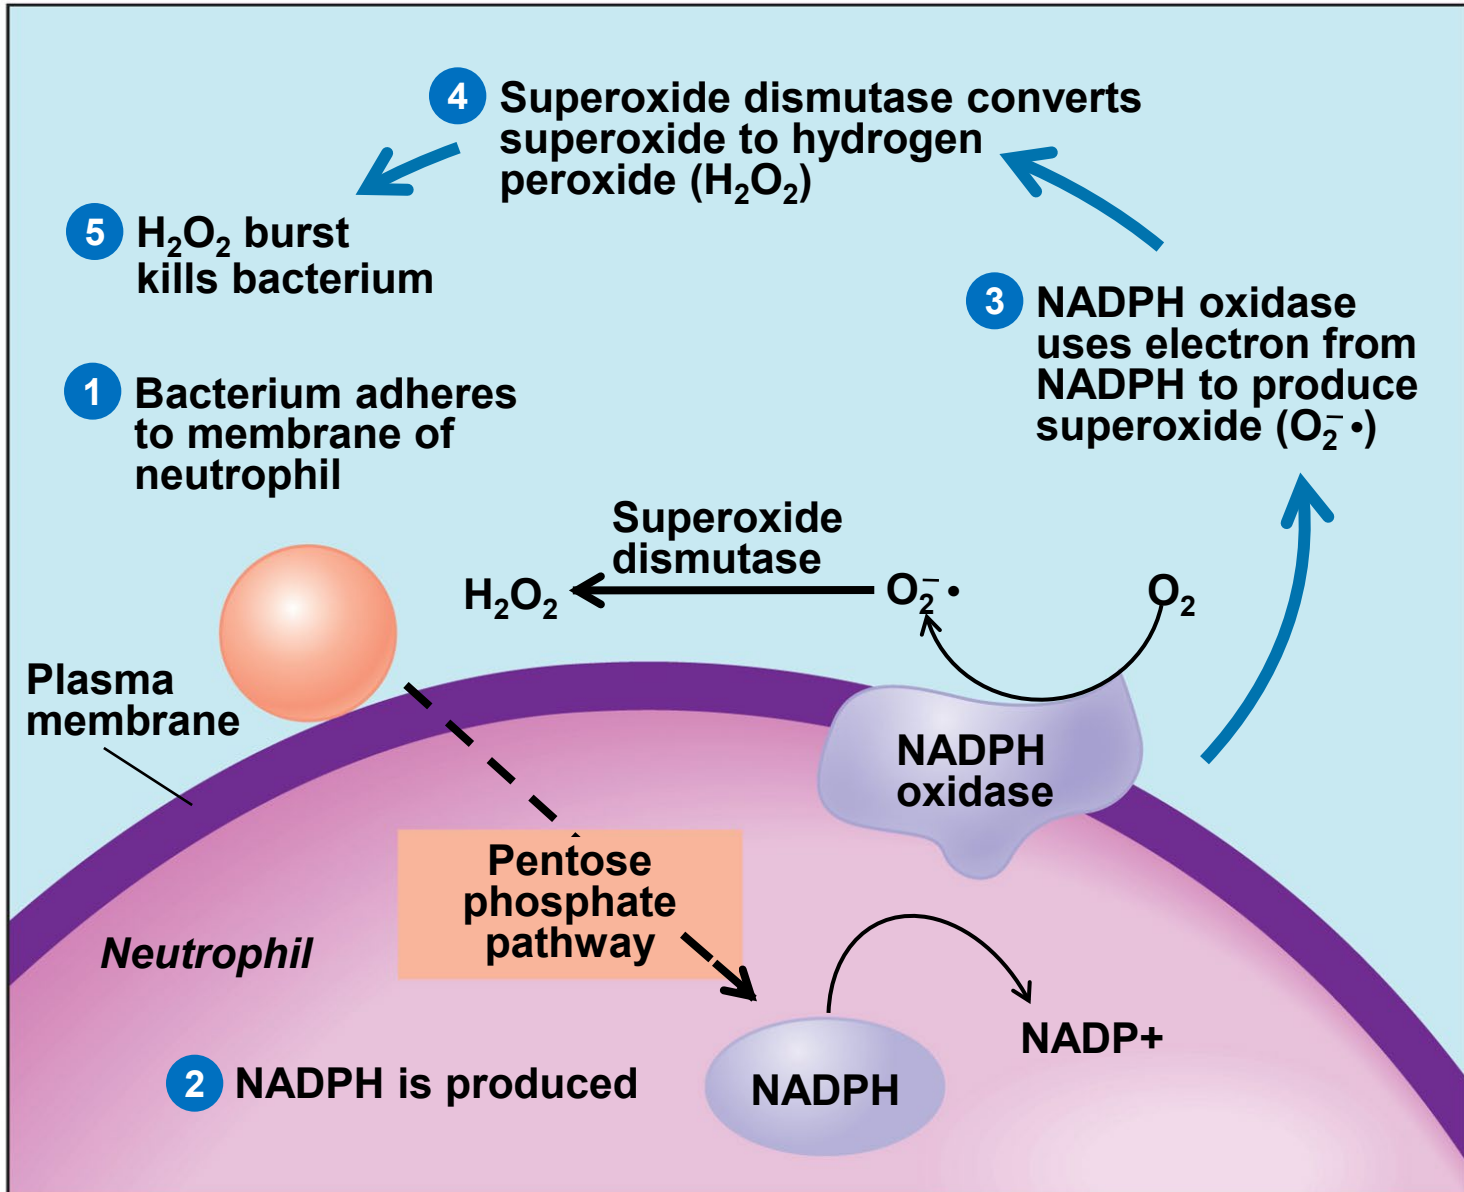 4 Superoxide dismutase converts
superoxide to hydrogen
peroxide (H₂O₂)
5 H₂O₂ burst
kills bacterium
3 NADPH oxidase
uses electron from
NADPH to produce
superoxide (O₂⁻•)
1 Bacterium adheres
to membrane of
neutrophil
Superoxide
dismutase
H₂O₂
O₂⁻•
O₂
Plasma
membrane
NADPH
oxidase
Pentose
phosphate
pathway
Neutrophil
NADP+
2 NADPH is produced
NADPH